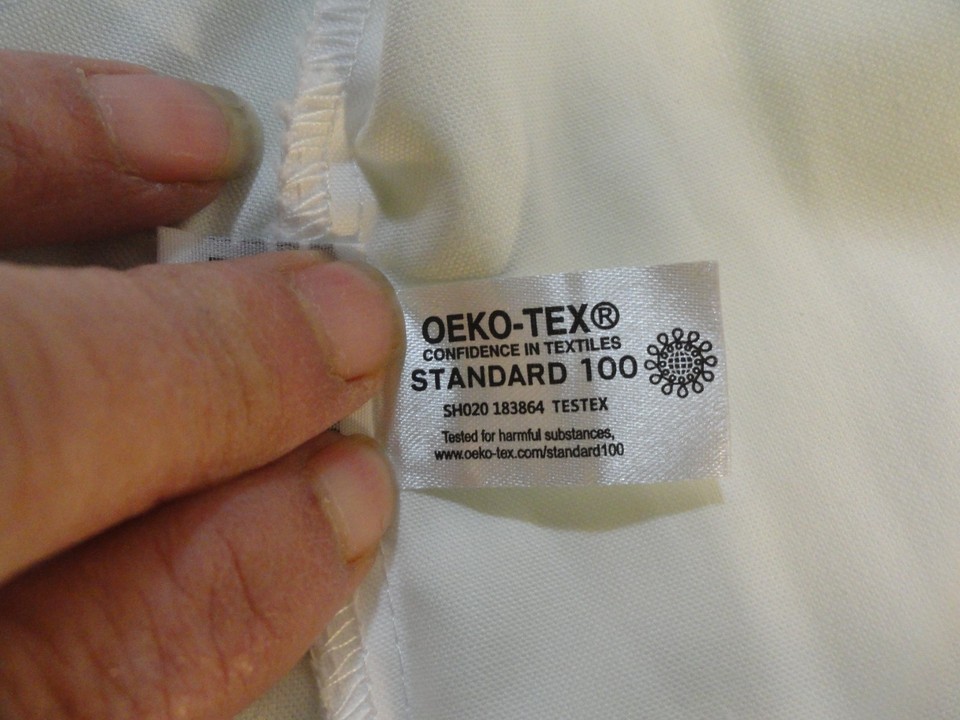 OEKO-TEX®
CONFIDENCE IN TEXTILES
STANDARD 100
SH020 183864 TESTEX
Tested for harmful substances,
www.oeko-tex.com/standard100